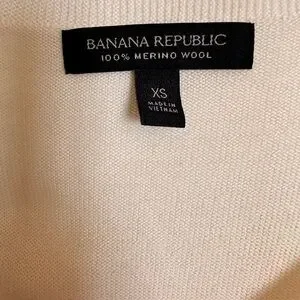 BANANA REPUBLIC
100% MERINO WOOL
XS
MADE IN
VIETNAM